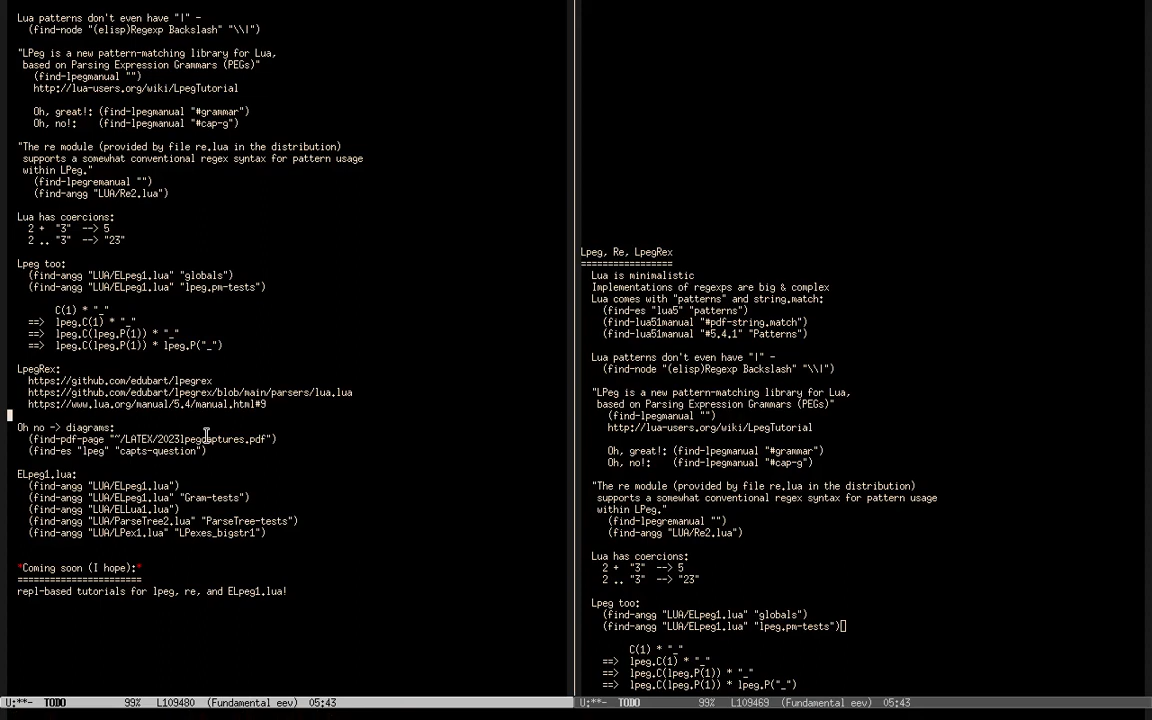 Lua patterns don't even have "|" -
(find-node "(elisp)Regexp Backslash" "\\|")
"LPeg is a new pattern-matching library for Lua,
based on Parsing Expression Grammars (PEGs)"
(find-lpegmanual "")
http://lua-users.org/wiki/LpegTutorial
Oh, great!: (find-lpegmanual "#grammar")
Oh, no!:    (find-lpegmanual "#cap-g")
"The re module (provided by file re.lua in the distribution)
supports a somewhat conventional regex syntax for pattern usage
within LPeg."
(find-lpegremanual "")
(find-angg "LUA/Re2.lua")
Lua has coercions:
2 +  "3"  --> 5
2 .. "3"  --> "23"
Lpeg too:
(find-angg "LUA/ELpeg1.lua" "globals")
(find-angg "LUA/ELpeg1.lua" "lpeg.pm-tests")
C(1) * "_"
==>  lpeg.C(1) * "_"
==>  lpeg.C(lpeg.P(1)) * "_"
==>  lpeg.C(lpeg.P(1)) * lpeg.P("_")
LpegRex:
https://github.com/edubart/lpegrex
https://github.com/edubart/lpegrex/blob/main/parsers/lua.lua
https://www.lua.org/manual/5.4/manual.html#9
Oh no -> diagrams:
(find-pdf-page "~/LATEX/2023lpegcaptures.pdf")
(find-es "lpeg" "capts-question")
ELpeg1.lua:
(find-angg "LUA/ELpeg1.lua")
(find-angg "LUA/ELpeg1.lua" "Gram-tests")
(find-angg "LUA/ELLua1.lua")
(find-angg "LUA/ParseTree2.lua" "ParseTree-tests")
(find-angg "LUA/LPex1.lua" "LPexes_bigstr1")
*Coming soon (I hope):*
=======================
repl-based tutorials for lpeg, re, and ELpeg1.lua!
U:**-  TODO          99%   L109480  (Fundamental eev)  05:43
Lpeg, Re, LpegRex
=================
Lua is minimalistic
Implementations of regexps are big & complex
Lua comes with "patterns" and string.match:
(find-es "lua5" "patterns")
(find-lua51manual "#pdf-string.match")
(find-lua51manual "#5.4.1" "Patterns")
Lua patterns don't even have "|" -
(find-node "(elisp)Regexp Backslash" "\\|")
"LPeg is a new pattern-matching library for Lua,
based on Parsing Expression Grammars (PEGs)"
(find-lpegmanual "")
http://lua-users.org/wiki/LpegTutorial
Oh, great!: (find-lpegmanual "#grammar")
Oh, no!:    (find-lpegmanual "#cap-g")
"The re module (provided by file re.lua in the distribution)
supports a somewhat conventional regex syntax for pattern usage
within LPeg."
(find-lpegremanual "")
(find-angg "LUA/Re2.lua")
Lua has coercions:
2 +  "3"  --> 5
2 .. "3"  --> "23"
Lpeg too:
(find-angg "LUA/ELpeg1.lua" "globals")
(find-angg "LUA/ELpeg1.lua" "lpeg.pm-tests")
C(1) * "_"
==>  lpeg.C(1) * "_"
==>  lpeg.C(lpeg.P(1)) * "_"
==>  lpeg.C(lpeg.P(1)) * lpeg.P("_")
U:**-  TODO          99%   L109469  (Fundamental eev)  05:43